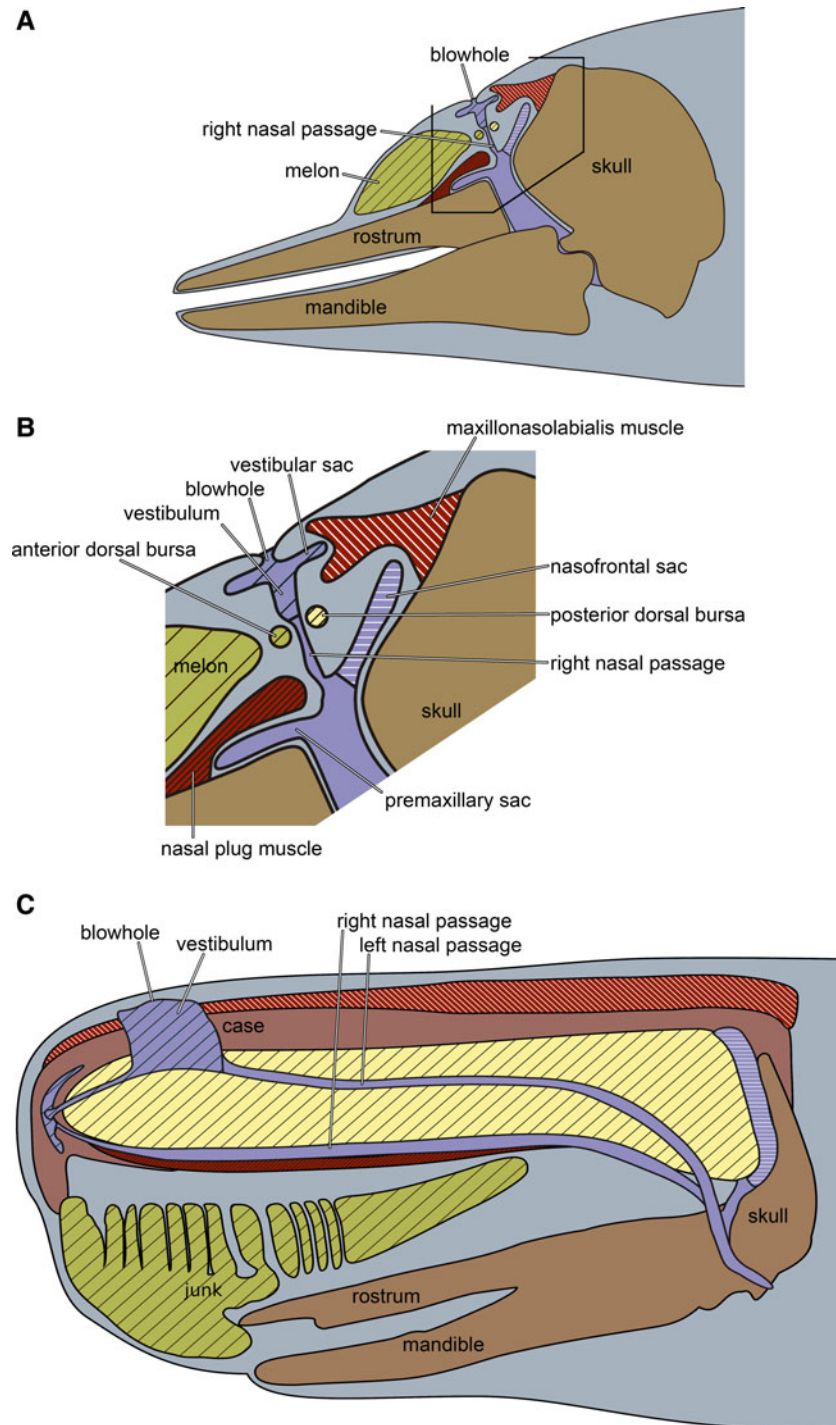 A
blowhole
right nasal passage
melon
skull
rostrum
mandible
B
maxillonasolabialis muscle
vestibular sac
blowhole
vestibulum
anterior dorsal bursa
nasofrontal sac
posterior dorsal bursa
melon
right nasal passage
skull
premaxillary sac
nasal plug muscle
C
right nasal passage
blowhole
left nasal passage
vestibulum
case
skull
junk
rostrum
mandible